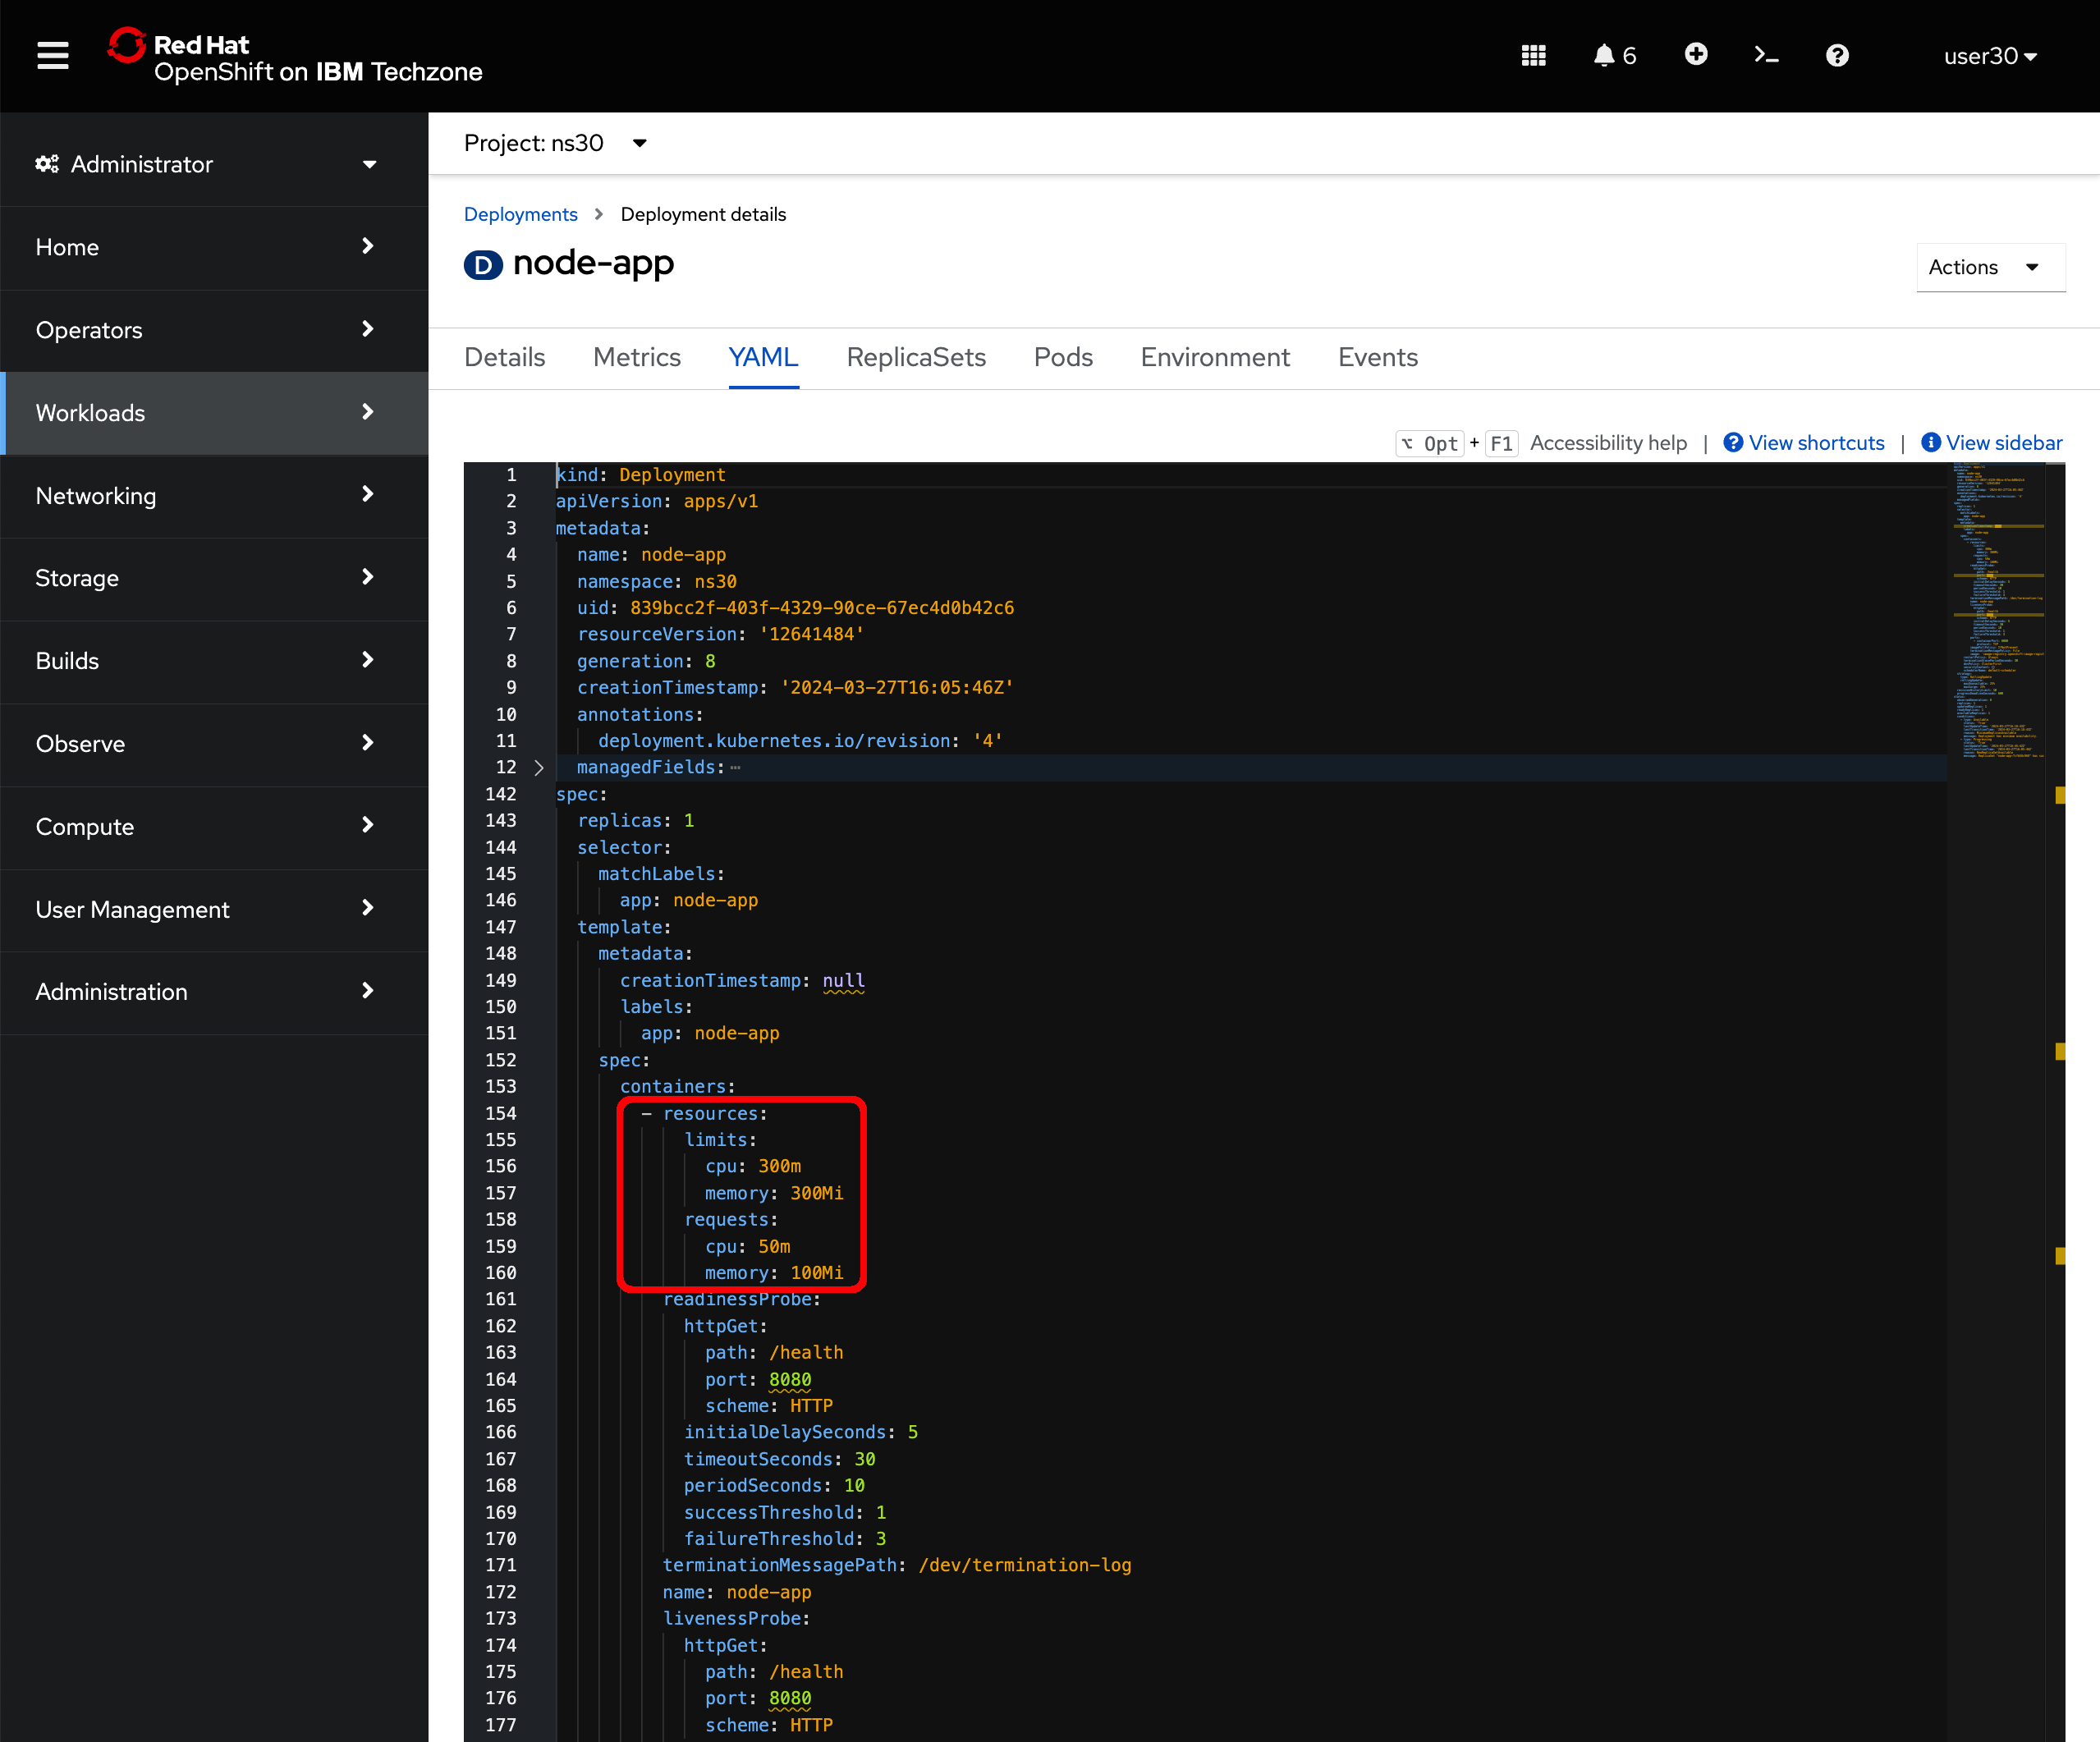 Red Hat
OpenShift on IBM Techzone
6
user30
Administrator
Home
Operators
Workloads
Networking
Storage
Builds
Observe
Compute
User Management
Administration
Project: ns30
Deployments > Deployment details
D node-app
Actions
Details Metrics YAML ReplicaSets Pods Environment Events
⌥ Opt + F1 Accessibility help | View shortcuts | View sidebar
1 kind: Deployment
2 apiVersion: apps/v1
3 metadata:
4 name: node-app
5 namespace: ns30
6 uid: 839bcc2f-403f-4329-90ce-67ec4d0b42c6
7 resourceVersion: '12641484'
8 generation: 8
9 creationTimestamp: '2024-03-27T16:05:46Z'
10 annotations:
11 deployment.kubernetes.io/revision: '4'
12 managedFields: ⋯
142 spec:
143 replicas: 1
144 selector:
145 matchLabels:
146 app: node-app
147 template:
148 metadata:
149 creationTimestamp: null
150 labels:
151 app: node-app
152 spec:
153 containers:
154 - resources:
155 limits:
156 cpu: 300m
157 memory: 300Mi
158 requests:
159 cpu: 50m
160 memory: 100Mi
161 readinessProbe:
162 httpGet:
163 path: /health
164 port: 8080
165 scheme: HTTP
166 initialDelaySeconds: 5
167 timeoutSeconds: 30
168 periodSeconds: 10
169 successThreshold: 1
170 failureThreshold: 3
171 terminationMessagePath: /dev/termination-log
172 name: node-app
173 livenessProbe:
174 httpGet:
175 path: /health
176 port: 8080
177 scheme: HTTP